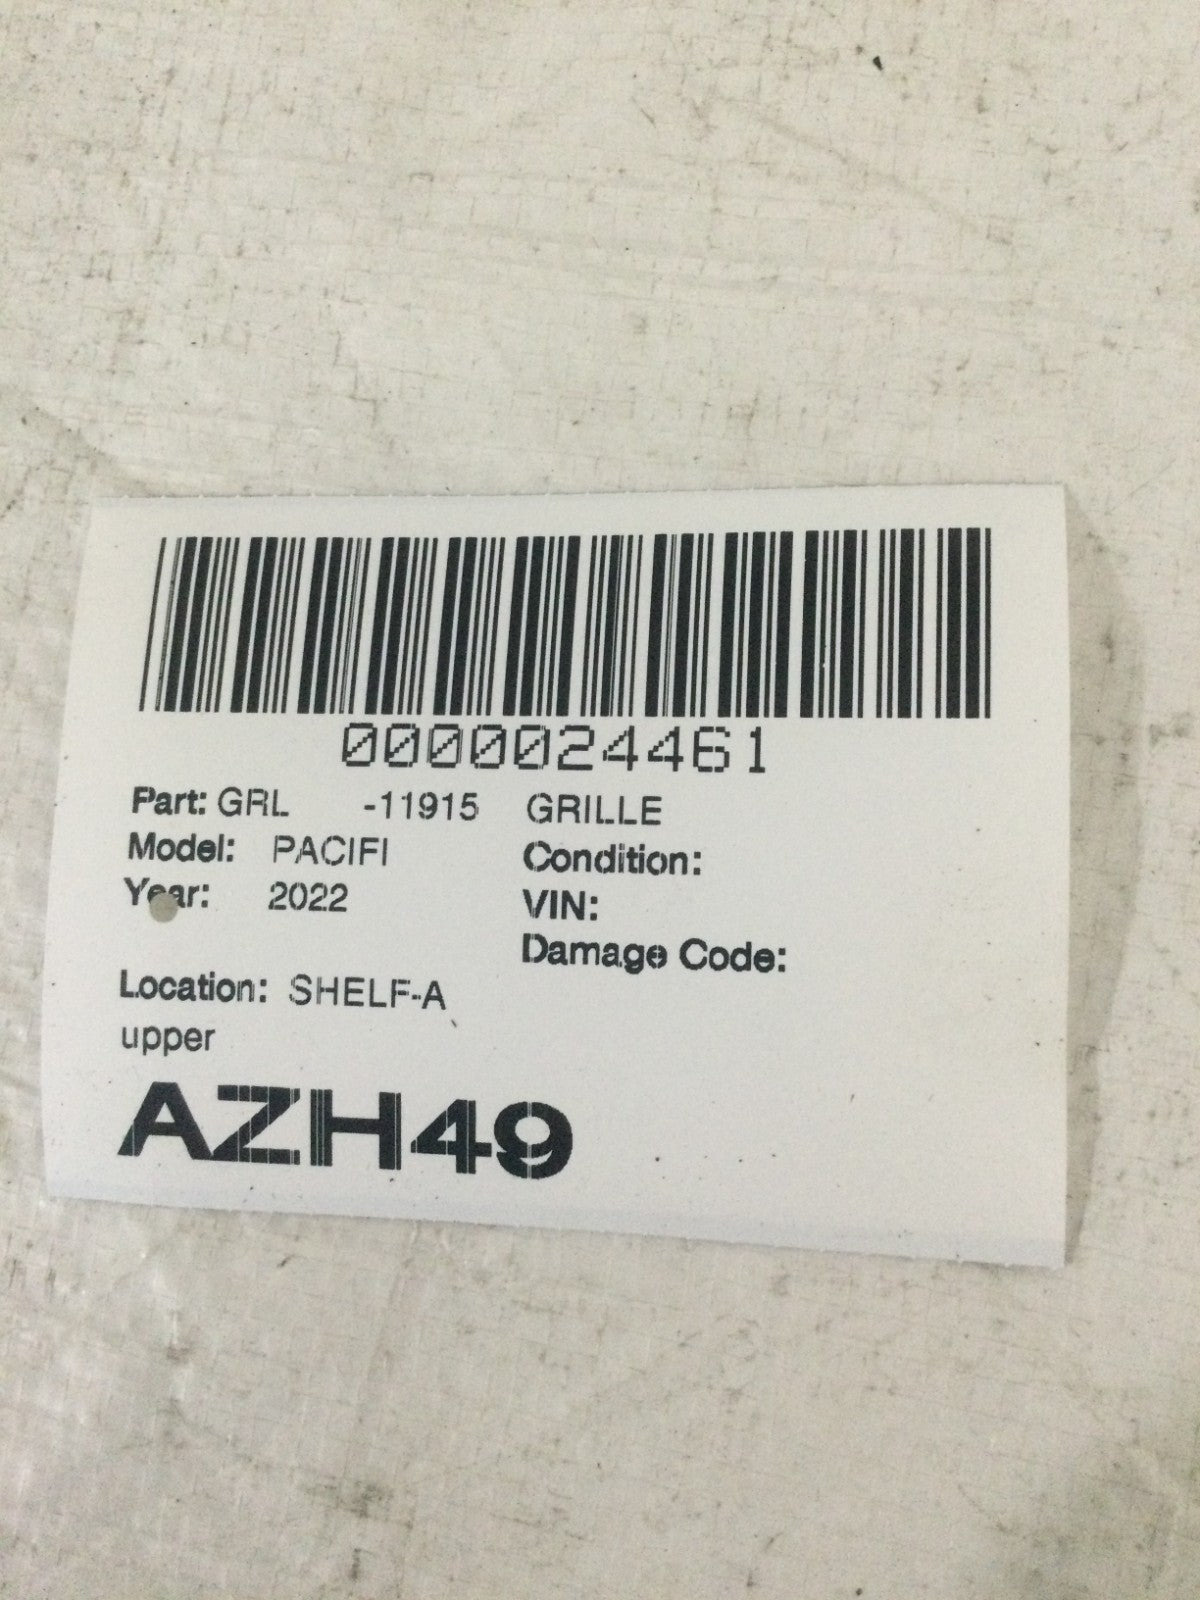 0000024461
Part: GRL -11915 GRILLE
Model: PACIFI Condition:
Year: 2022 VIN:
Damage Code:
Location: SHELF-A
upper
AZH49